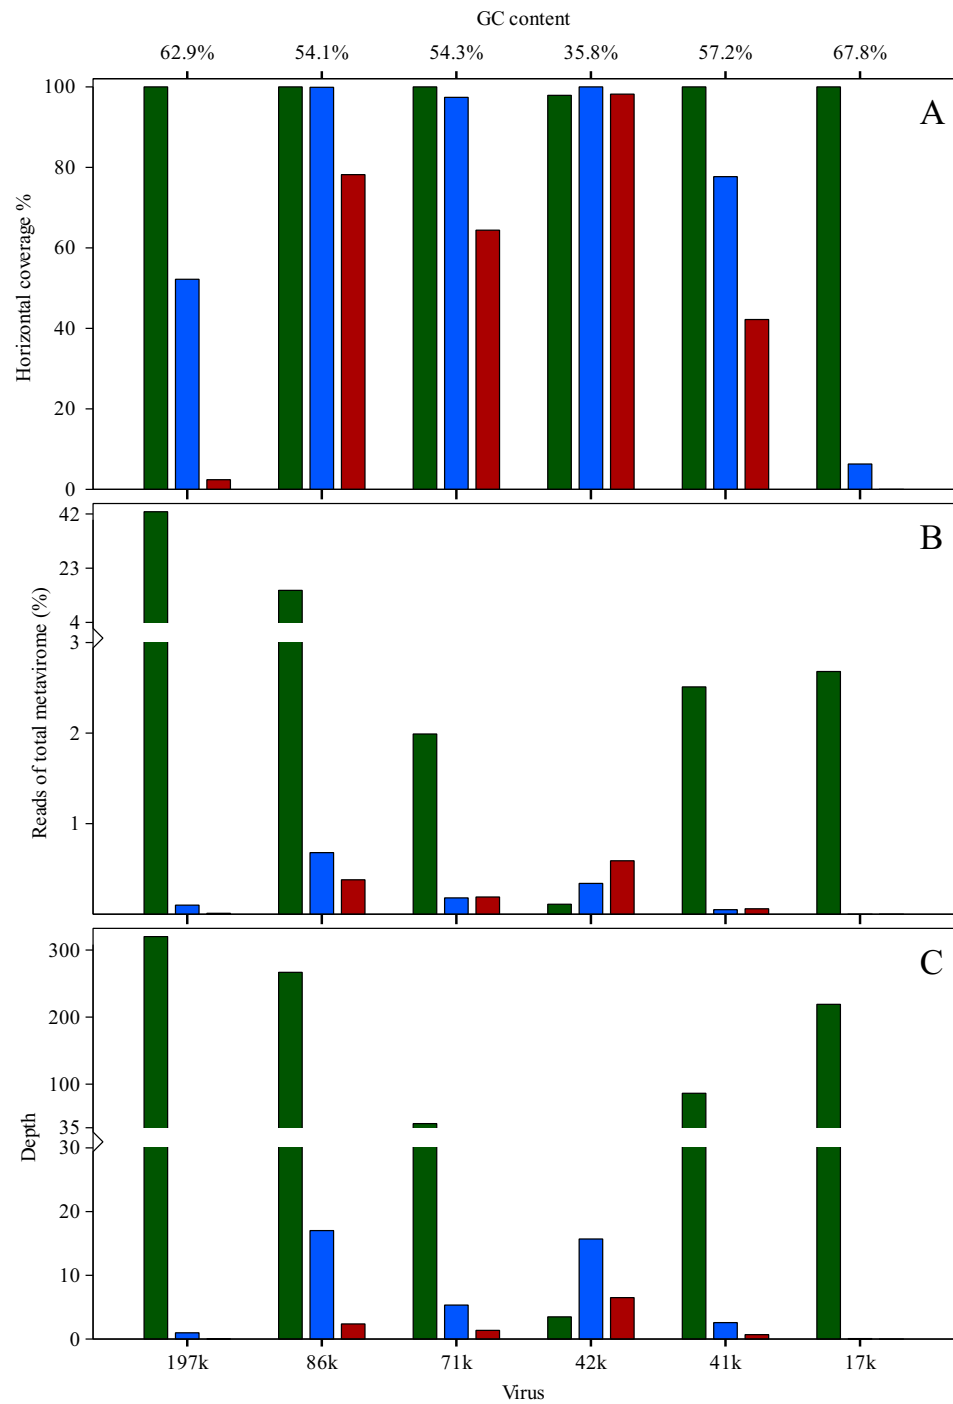 GC content
62.9% 54.1% 54.3% 35.8% 57.2% 67.8%
A
Horizontal coverage %
100
80
60
40
20
0
B
Reads of total metavirome (%)
42
23
4
3
2
1
C
Depth
300
200
100
35
30
20
10
0
197k 86k 71k 42k 41k 17k
Virus